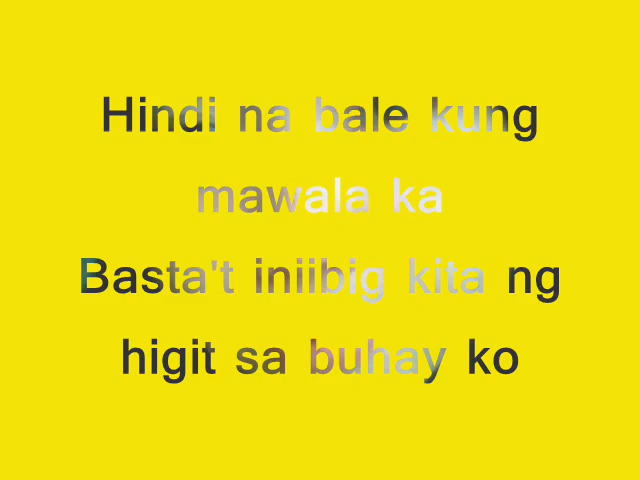 Hindi na bale kung
mawala ka
Basta't iniibig kita ng
higit sa buhay ko